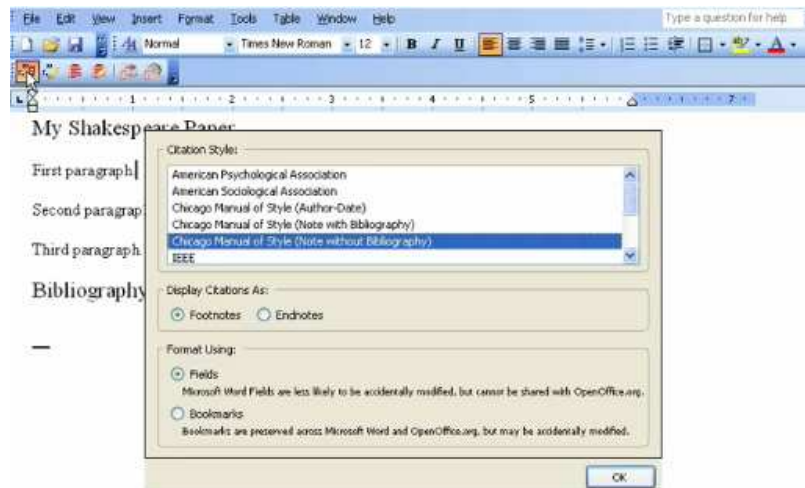 File Edit View Insert Format Tools Table Window Help Type a question for help
Normal Times New Roman 12 B I U
1 2 3 4 5 7
My Shakespeare Paper
First paragraph
Second paragrap
Third paragraph
Bibliography
Citation Style:
American Psychological Association
American Sociological Association
Chicago Manual of Style (Author-Date)
Chicago Manual of Style (Note with Bibliography)
Chicago Manual of Style (Note without Bibliography)
IEEE
Display Citations As:
Footnotes Endnotes
Format Using:
Fields
Microsoft Word Fields are less likely to be accidentally modified, but cannot be shared with OpenOffice.org.
Bookmarks
Bookmarks are preserved across Microsoft Word and OpenOffice.org, but may be accidentally modified.
OK